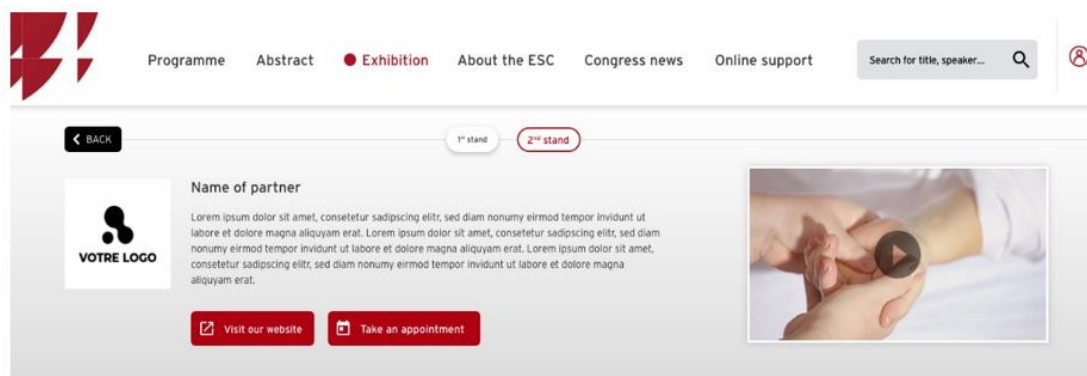 Programme
Abstract
Exhibition
About the ESC
Congress news
Online support
Search for title, speaker...
BACK
1st stand
2nd stand
VOTRE LOGO
Name of partner
Lorem ipsum dolor sit amet, consetetur sadipscing elitr, sed diam nonumy eirmod tempor invidunt ut
labore et dolore magna aliquyam erat. Lorem ipsum dolor sit amet, consetetur sadipscing elitr, sed diam
nonumy eirmod tempor invidunt ut labore et dolore magna aliquyam erat. Lorem ipsum dolor sit amet,
consetetur sadipscing elitr, sed diam nonumy eirmod tempor invidunt ut labore et dolore magna
aliquyam erat.
Visit our website
Take an appointment